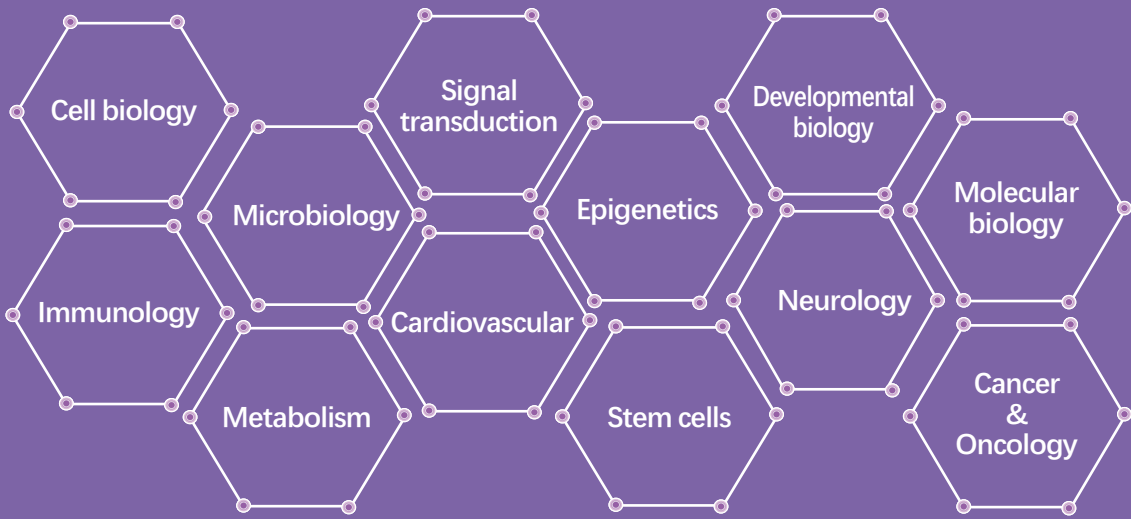 Cell biology
Signal
transduction
Developmental
biology
Microbiology
Epigenetics
Molecular
biology
Immunology
Cardiovascular
Neurology
Metabolism
Stem cells
Cancer
&
Oncology